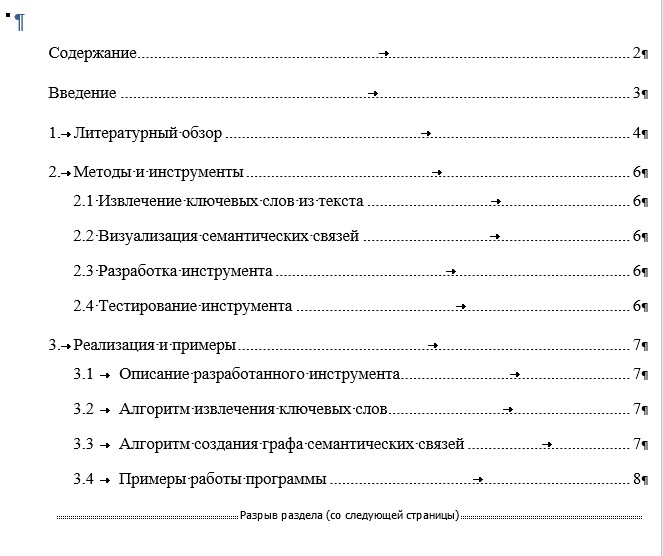 Содержание 2
Введение 3
1. Литературный обзор 4
2. Методы и инструменты 6
2.1 Извлечение ключевых слов из текста 6
2.2 Визуализация семантических связей 6
2.3 Разработка инструмента 6
2.4 Тестирование инструмента 6
3. Реализация и примеры 7
3.1 Описание разработанного инструмента 7
3.2 Алгоритм извлечения ключевых слов 7
3.3 Алгоритм создания графа семантических связей 7
3.4 Примеры работы программы 8
Разрыв раздела (со следующей страницы)